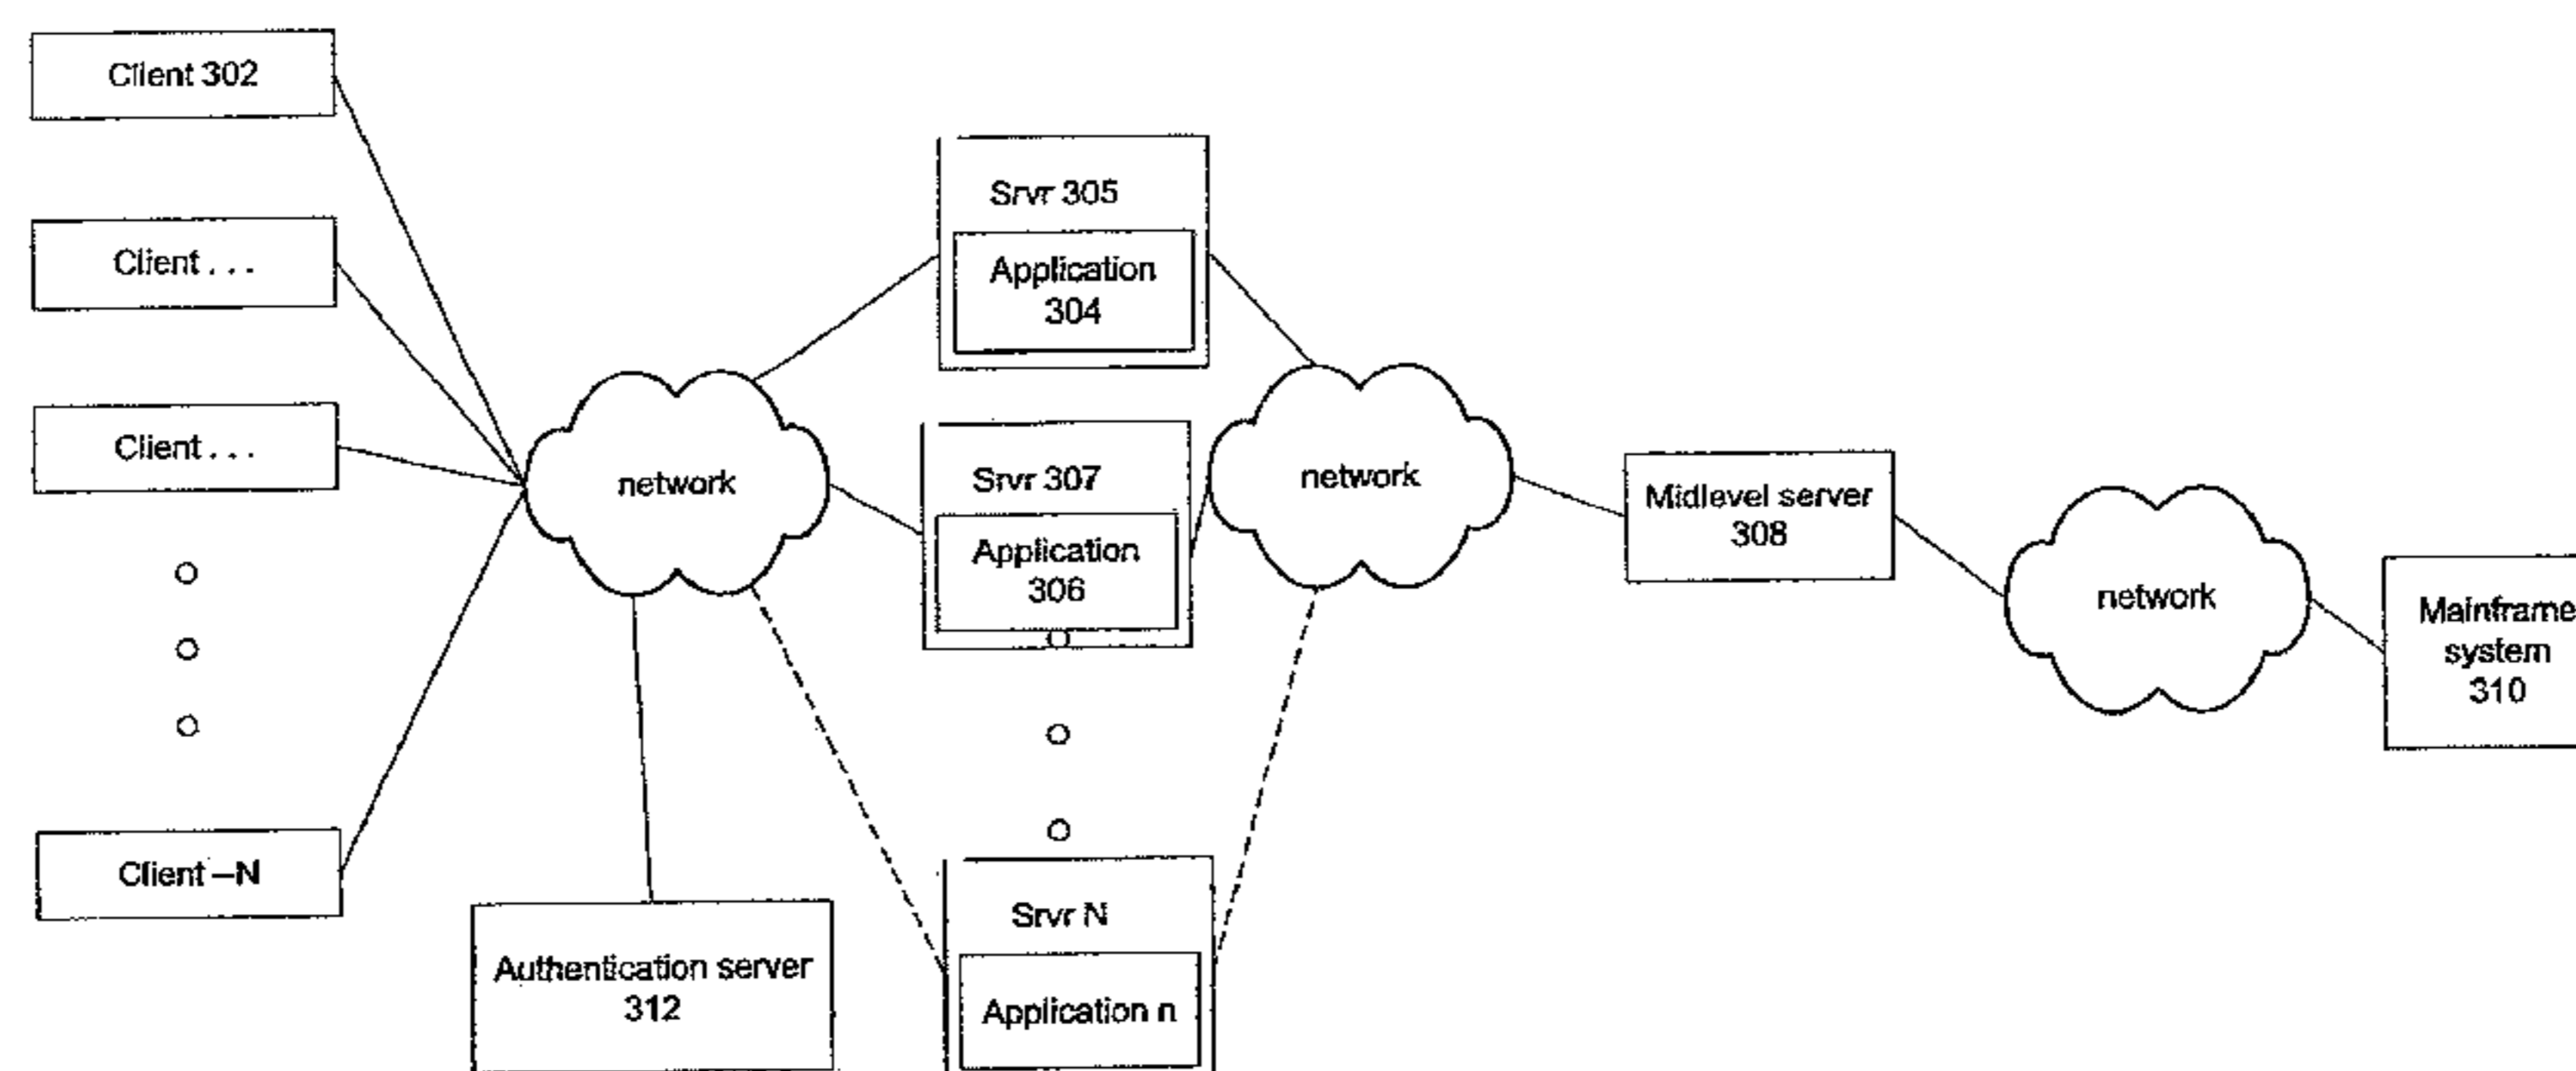 Client 302
Client . . .
Client . . .
Client –N
network
Authentication server
312
Srvr 305
Application
304
Srvr 307
Application
306
Srvr N
Application n
network
Midlevel server
308
network
Mainframe
system
310